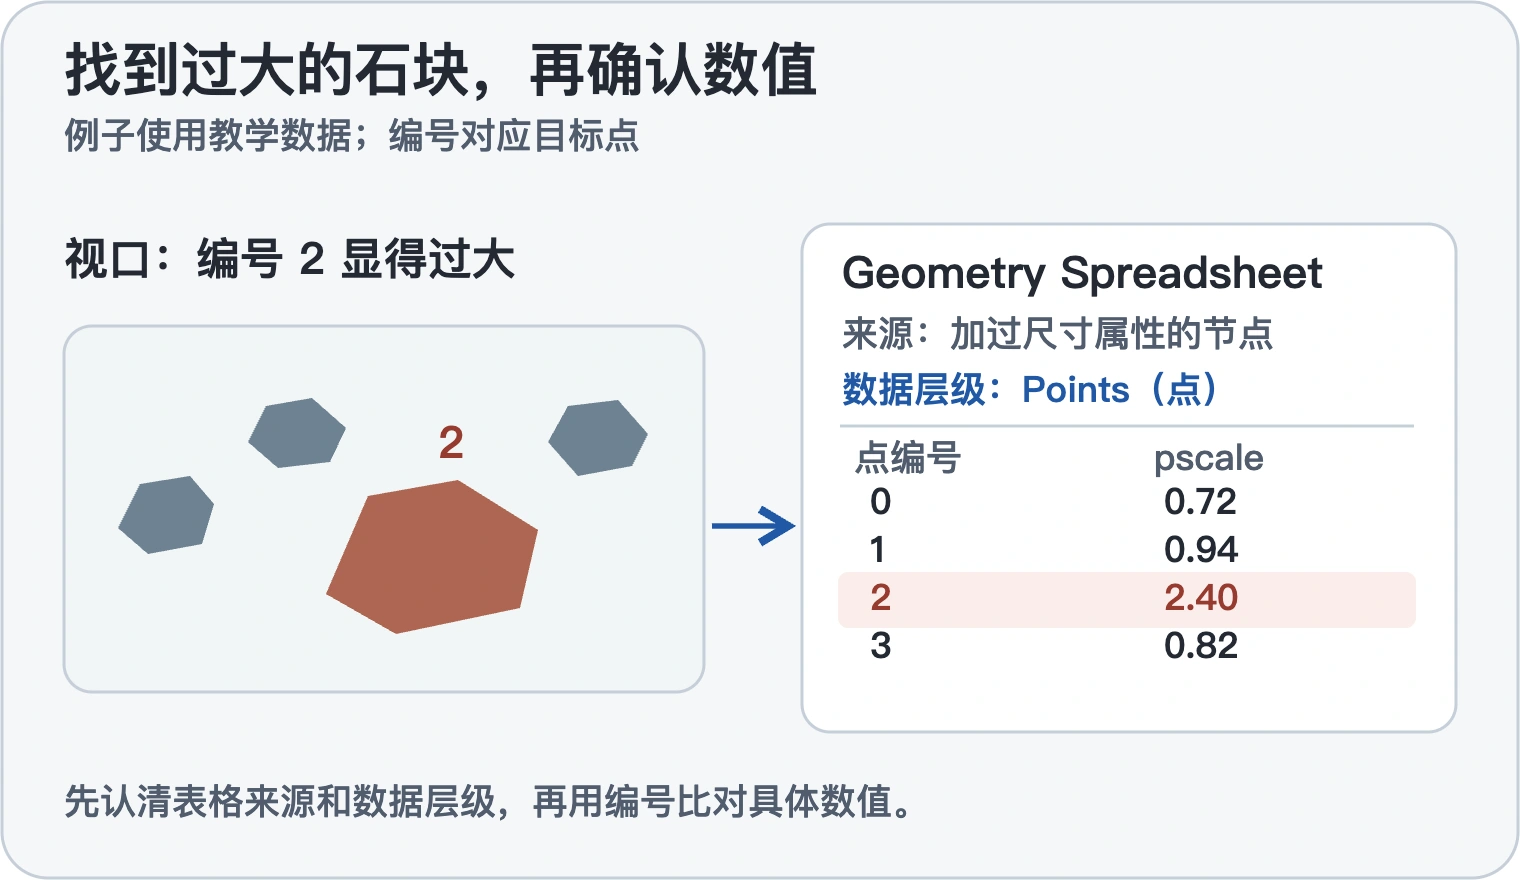 找到过大的石块，再确认数值
例子使用教学数据；编号对应目标点
视口：编号 2 显得过大
2
Geometry Spreadsheet
来源：加过尺寸属性的节点
数据层级：Points（点）
点编号 pscale
0 0.72
1 0.94
2 2.40
3 0.82
先认清表格来源和数据层级，再用编号比对具体数值。